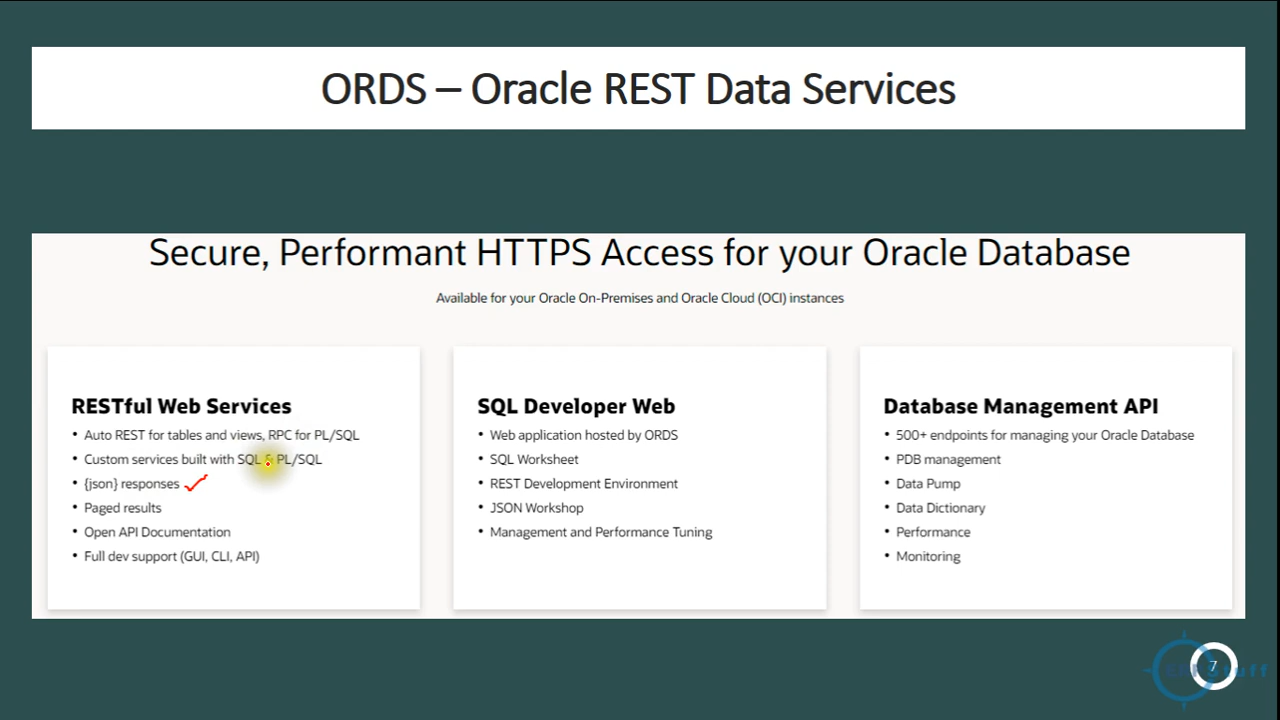 ORDS – Oracle REST Data Services
Secure, Performant HTTPS Access for your Oracle Database
Available for your Oracle On-Premises and Oracle Cloud (OCI) instances
RESTful Web Services
• Auto REST for tables and views, RPC for PL/SQL
• Custom services built with SQL & PL/SQL
• {json} responses
• Paged results
• Open API Documentation
• Full dev support (GUI, CLI, API)
SQL Developer Web
• Web application hosted by ORDS
• SQL Worksheet
• REST Development Environment
• JSON Workshop
• Management and Performance Tuning
Database Management API
• 500+ endpoints for managing your Oracle Database
• PDB management
• Data Pump
• Data Dictionary
• Performance
• Monitoring
7